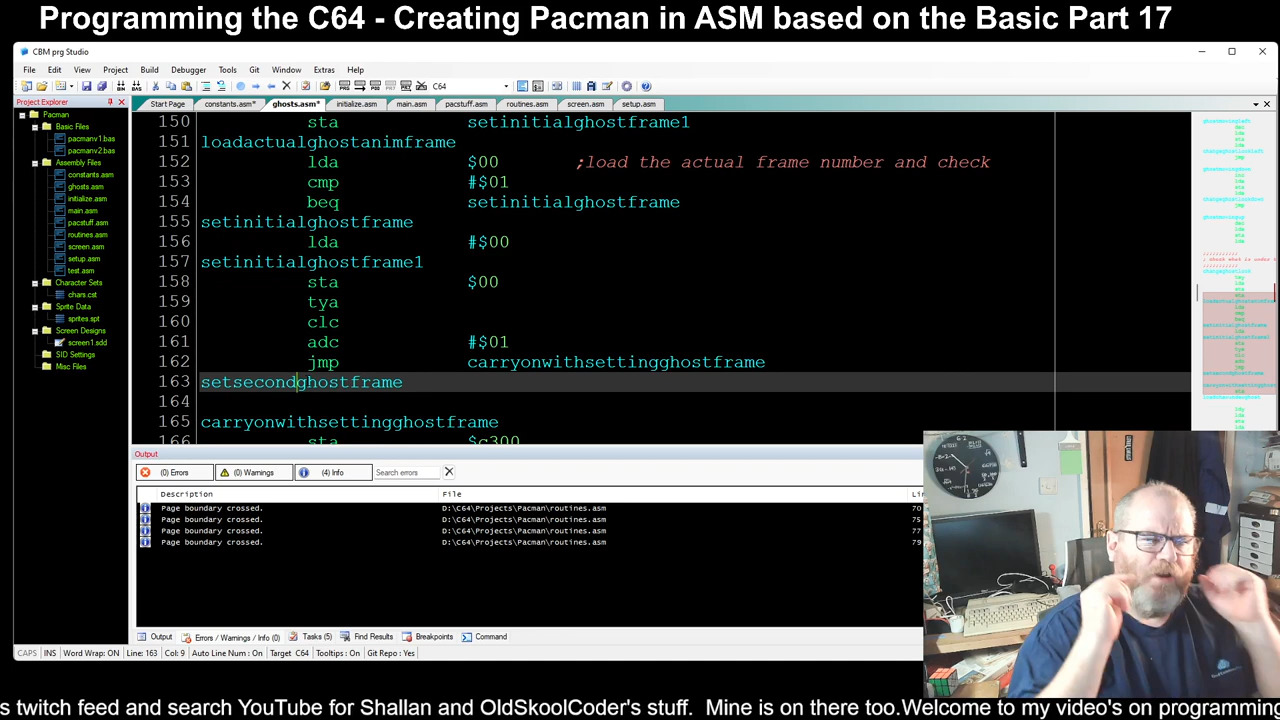 Programming the C64 - Creating Pacman in ASM based on the Basic Part 17
CBM prg Studio
File Edit View Project Build Debugger Tools Git Window Extras Help
C64
Project Explorer
Start Page constants.asm* ghosts.asm* initialize.asm main.asm pacstuff.asm routines.asm screen.asm setup.asm
Pacman
Basic Files
pacmanv1.bas
pacmanv2.bas
Assembly Files
constants.asm
ghosts.asm
initialize.asm
main.asm
pacstuff.asm
routines.asm
screen.asm
setup.asm
test.asm
Character Sets
chars.cst
Sprite Data
sprites.spt
Screen Designs
screen1.sdd
SID Settings
Misc Files
150 sta setinitialghostframe1
151 loadactualghostanimframe
152 lda $00 ;load the actual frame number and check
153 cmp #$01
154 beq setinitialghostframe
155 setinitialghostframe
156 lda #$00
157 setinitialghostframe1
158 sta $00
159 tya
160 clc
161 adc #$01
162 jmp carryonwithsettingghostframe
163 setsecondghostframe
164
165 carryonwithsettingghostframe
166 sta $c300
Output
(0) Errors (0) Warnings (4) Info Search errors
Description File Li
Page boundary crossed. D:\C64\Projects\Pacman\routines.asm 70
Page boundary crossed. D:\C64\Projects\Pacman\routines.asm 75
Page boundary crossed. D:\C64\Projects\Pacman\routines.asm 77
Page boundary crossed. D:\C64\Projects\Pacman\routines.asm 79
Output Errors / Warnings / Info (0) Tasks (5) Find Results Breakpoints Command
CAPS INS Word Wrap: ON Line: 163 Col: 9 Auto Line Num : On Target C64 Tooltips : On Git Repo : Yes
s twitch feed and search YouTube for Shallan and OldSkoolCoder's stuff. Mine is on there too.Welcome to my video's on programming